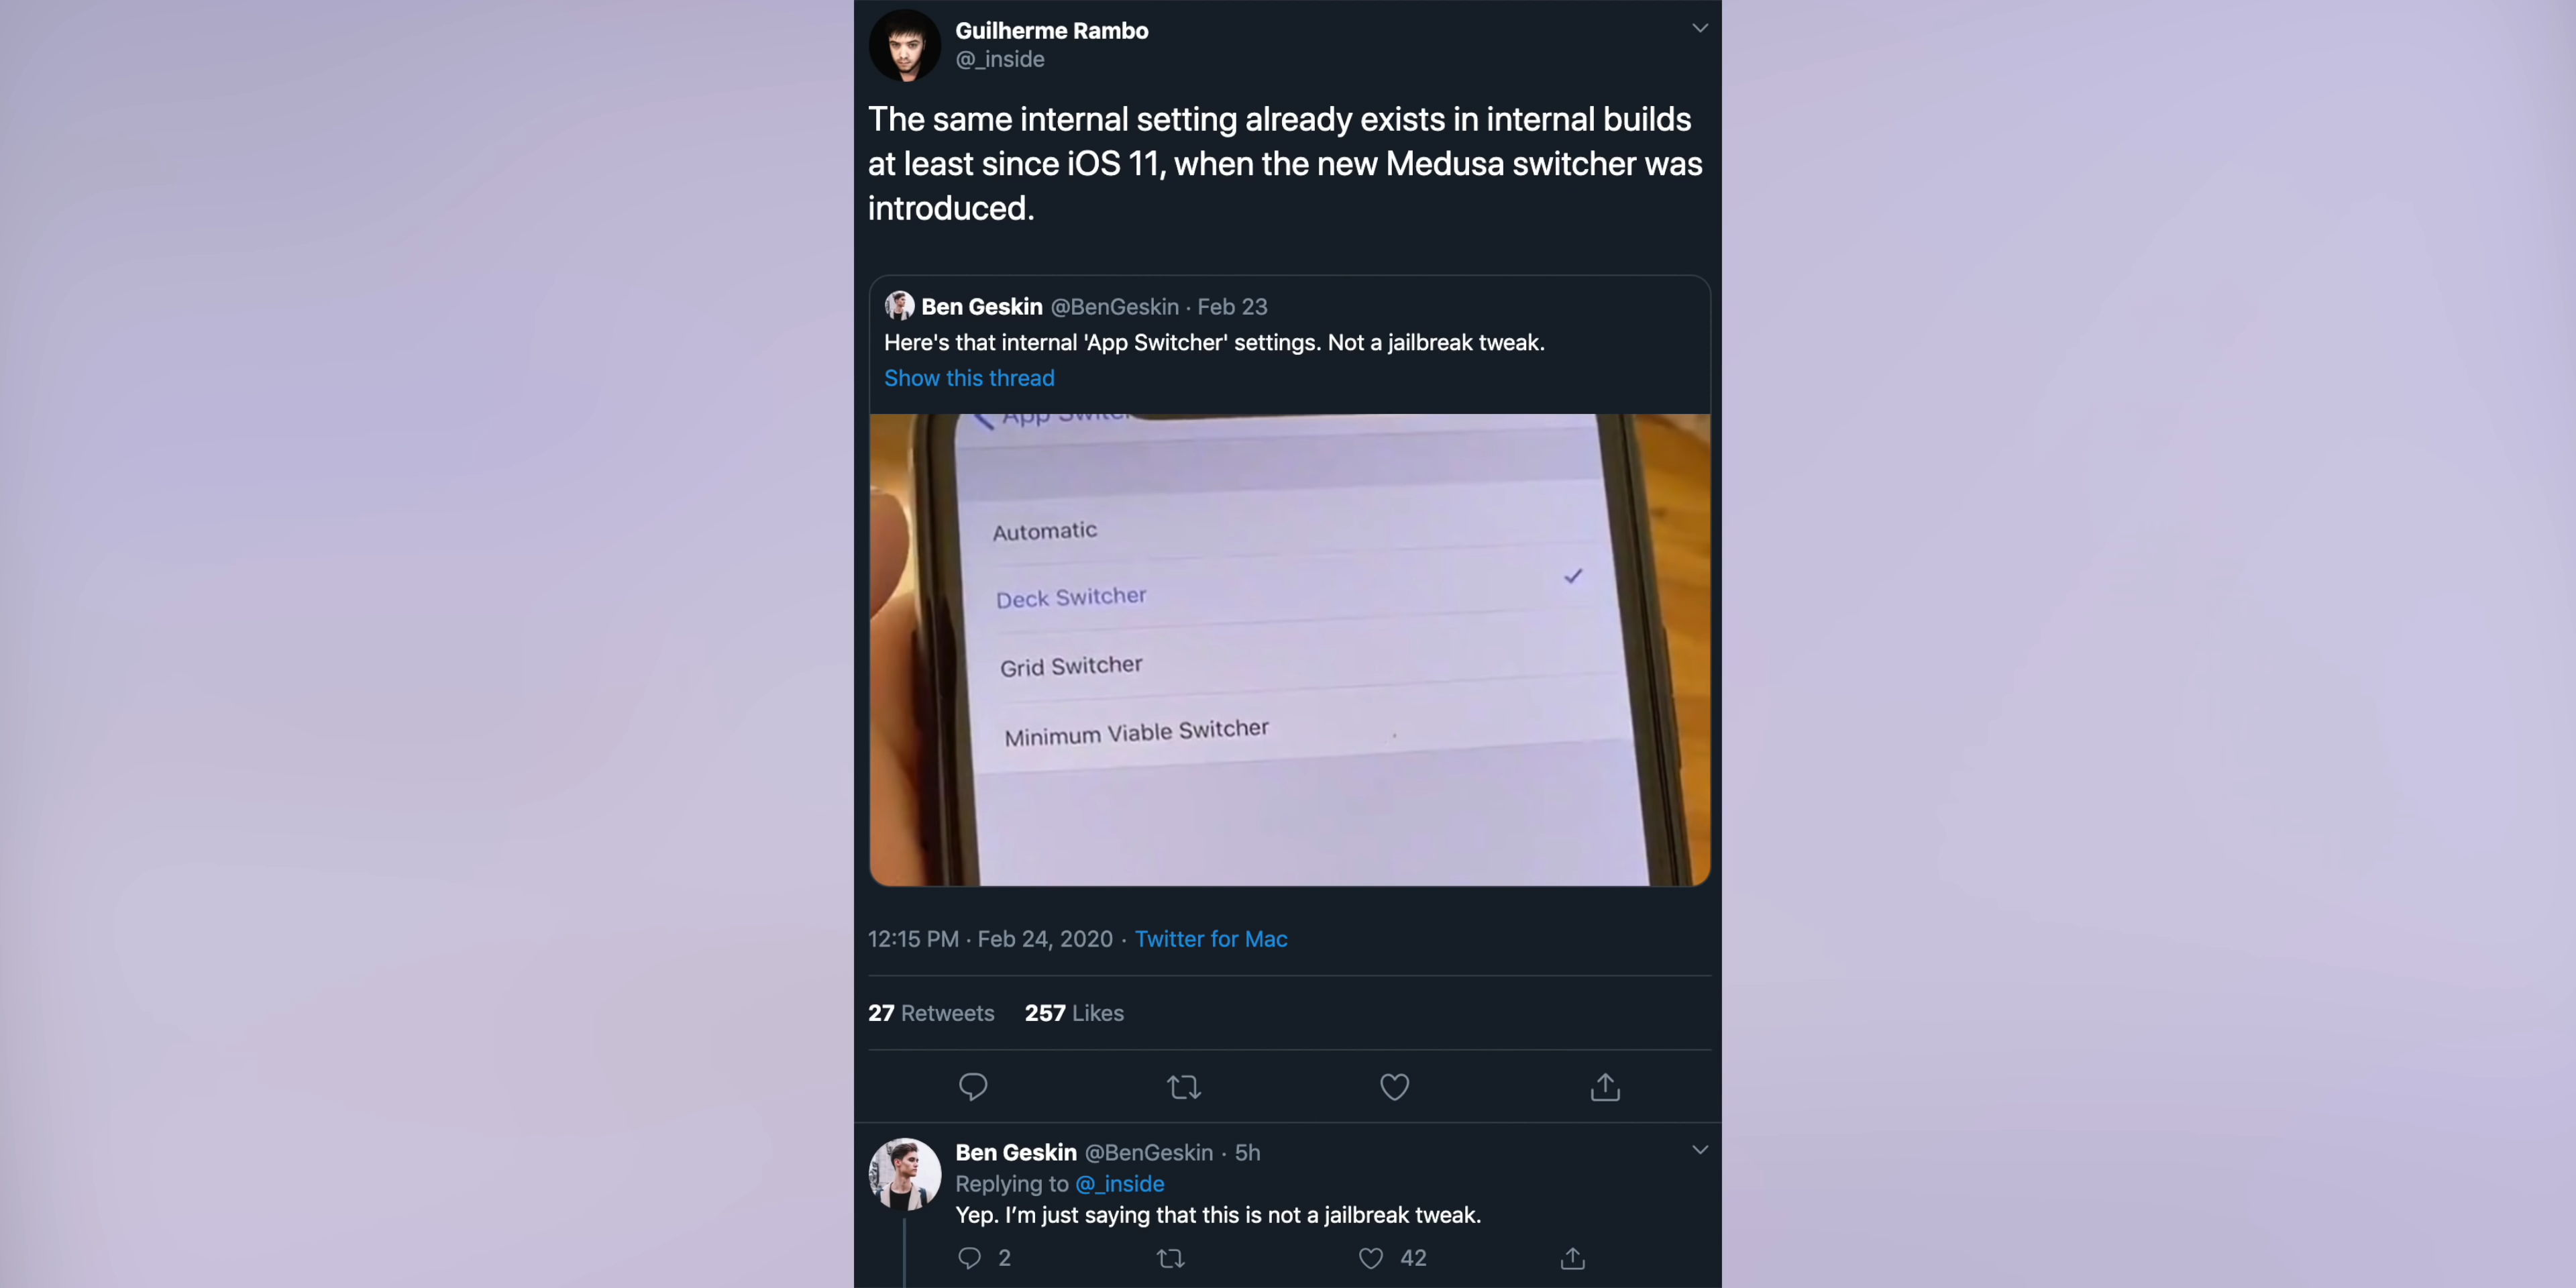 Guilherme Rambo
@_inside
The same internal setting already exists in internal builds
at least since iOS 11, when the new Medusa switcher was
introduced.
Ben Geskin @BenGeskin · Feb 23
Here's that internal 'App Switcher' settings. Not a jailbreak tweak.
Show this thread
App Switcher
Automatic
Deck Switcher
Grid Switcher
Minimum Viable Switcher
12:15 PM · Feb 24, 2020 · Twitter for Mac
27 Retweets 257 Likes
Ben Geskin @BenGeskin · 5h
Replying to @_inside
Yep. I’m just saying that this is not a jailbreak tweak.
2 42